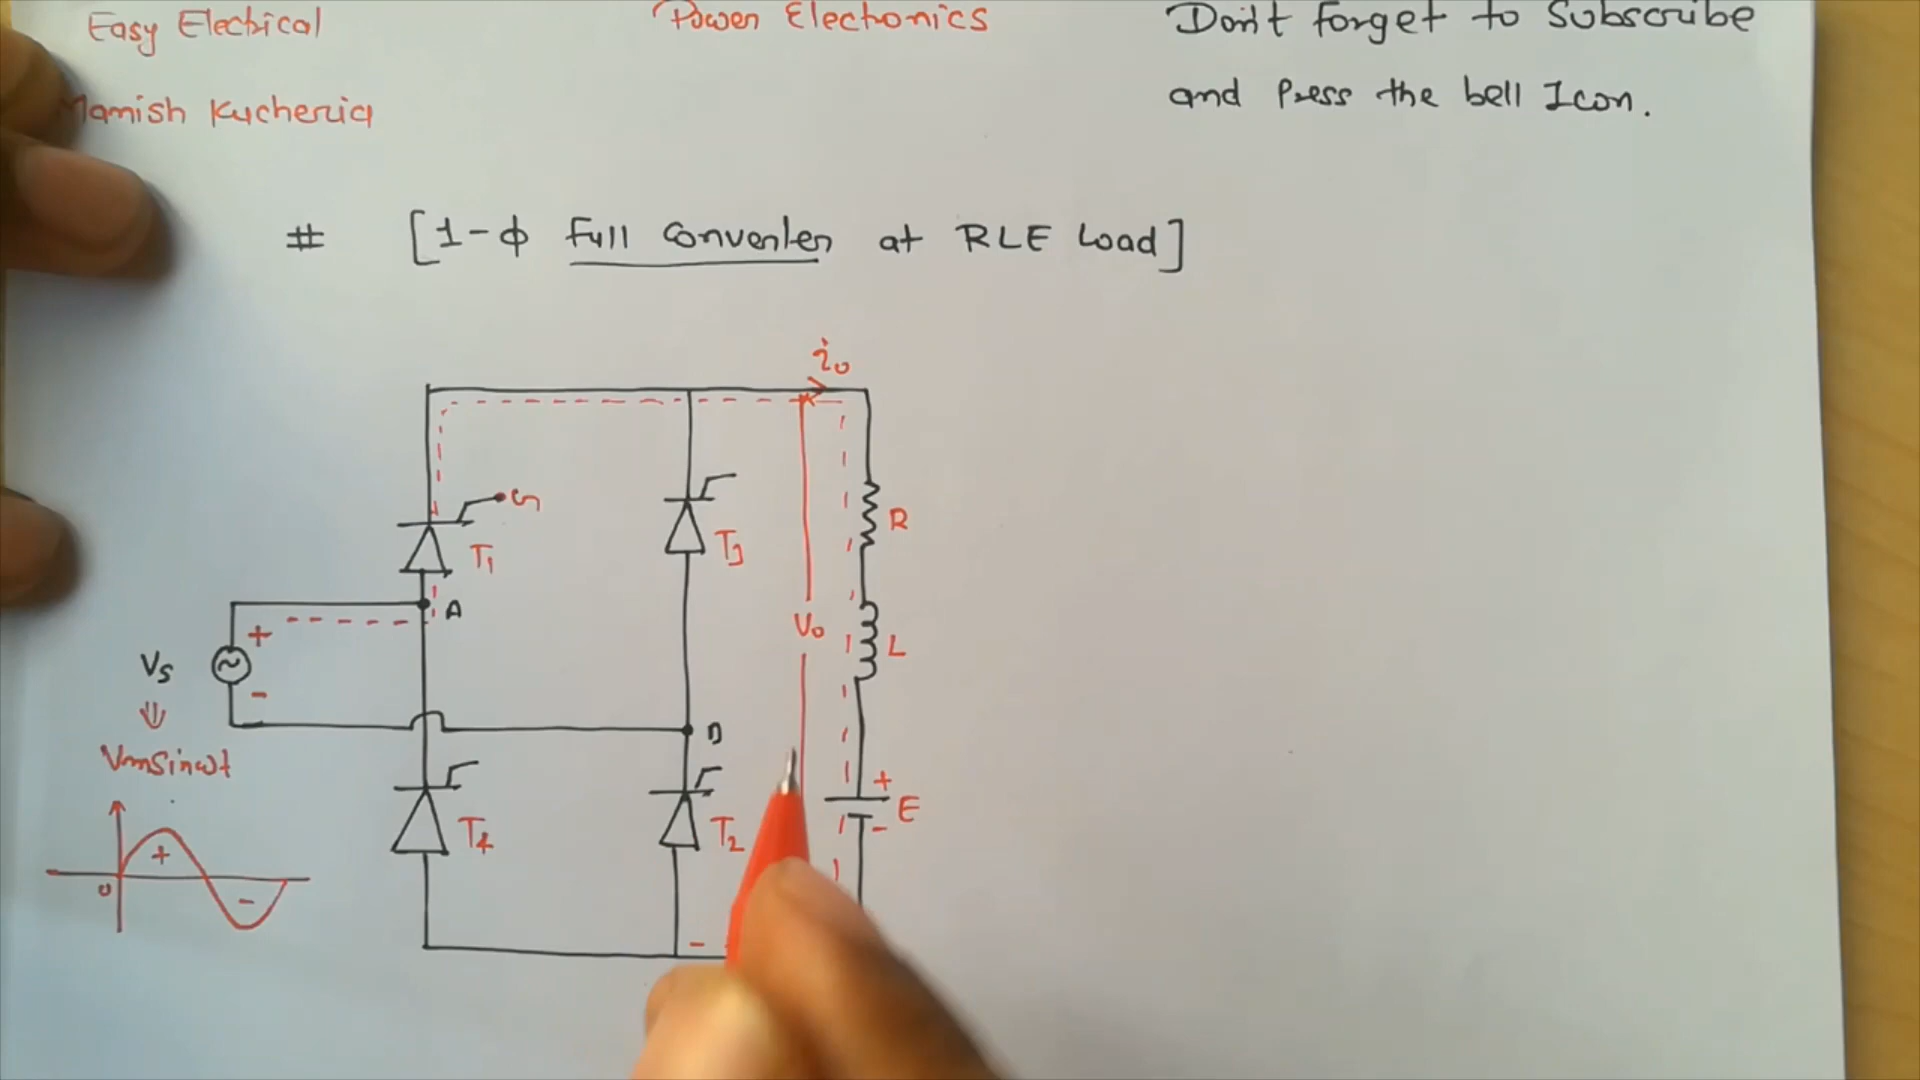 Easy Electrical
Power Electronics
Don't forget to Subscribe
Manish Kucheria
and Press the bell Icon.
# [1-ϕ Full Converter at RLE Load]
i₀
G
T₁
T₃
R
A
V₀
L
+
Vs
-
B
VmSinωt
+
E
-
T₄
T₂
+
0
-
-